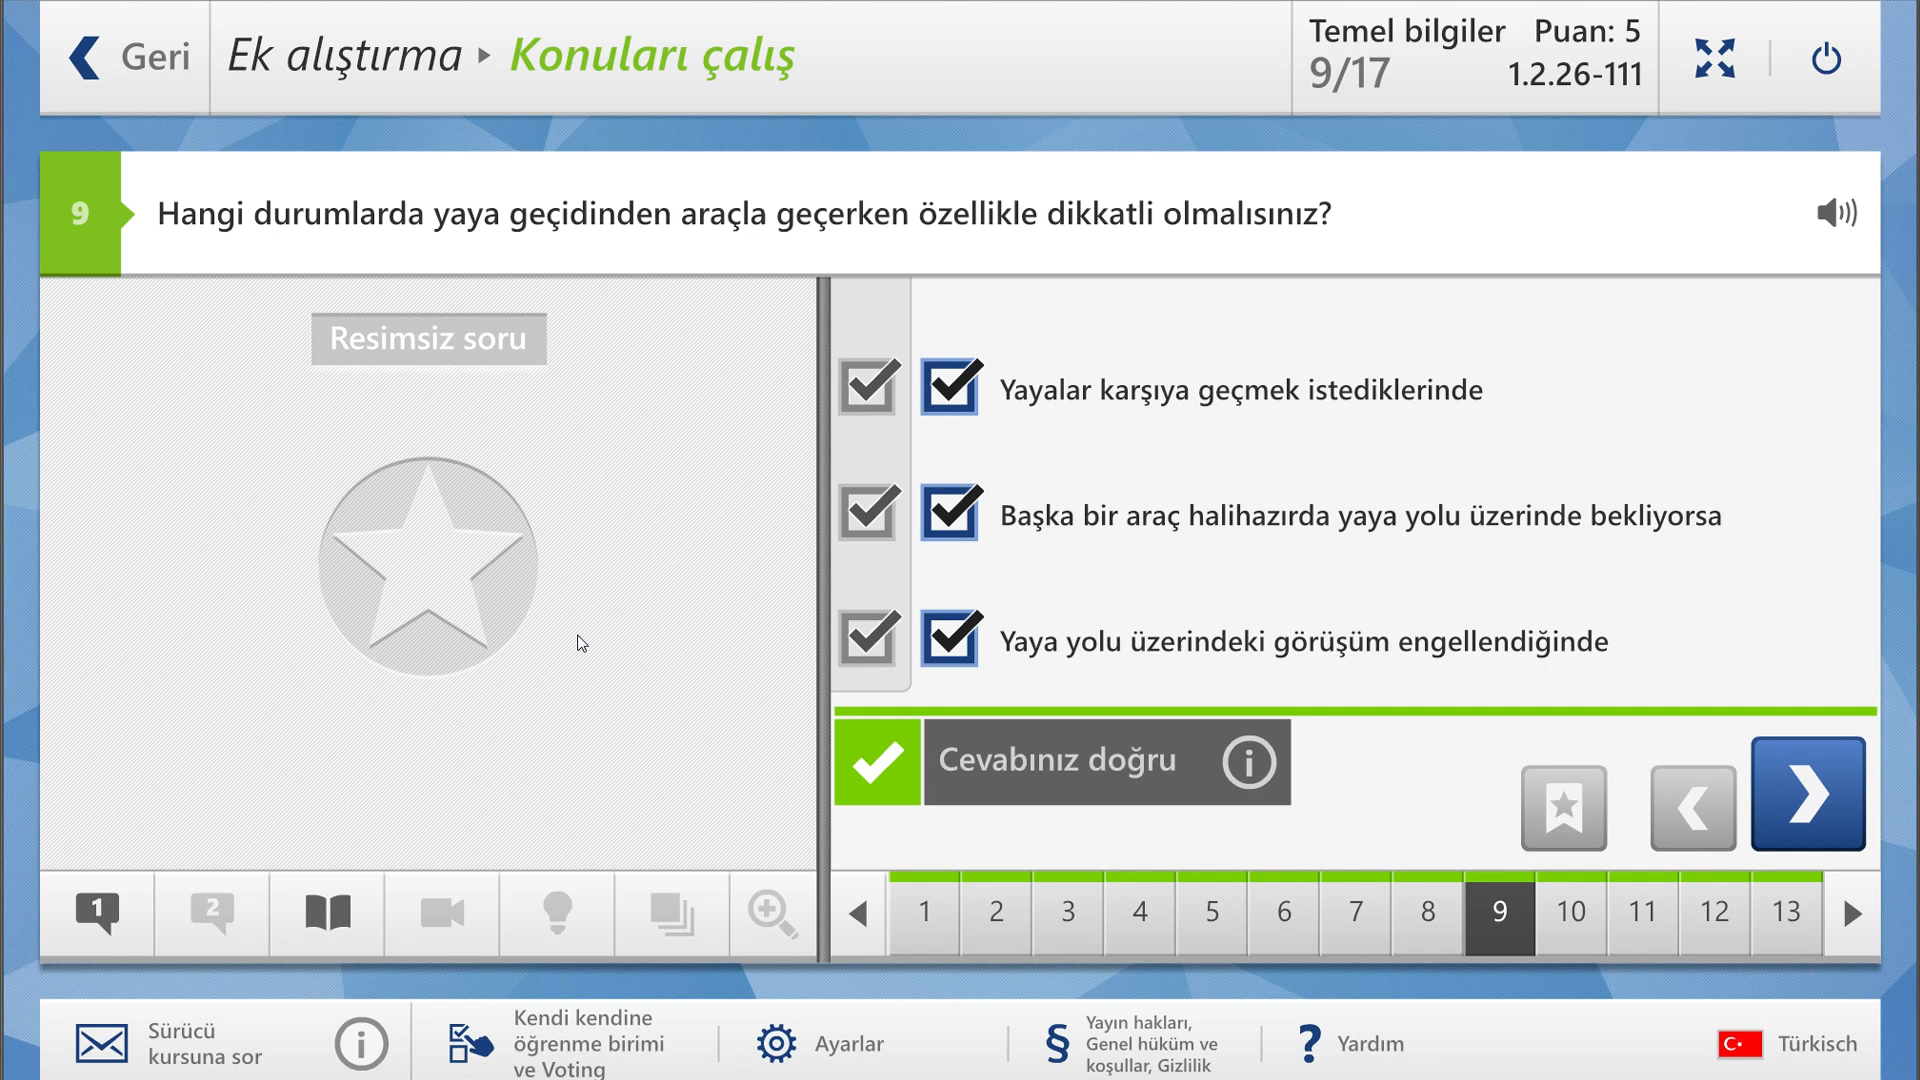 Geri
Ek alıştırma ▸ Konuları çalış
Temel bilgiler Puan: 5
9/17 1.2.26-111
9 Hangi durumlarda yaya geçidinden araçla geçerken özellikle dikkatli olmalısınız?
Resimsiz soru
Yayalar karşıya geçmek istediklerinde
Başka bir araç halihazırda yaya yolu üzerinde bekliyorsa
Yaya yolu üzerindeki görüşüm engellendiğinde
Cevabınız doğru
1 2
1 2 3 4 5 6 7 8 9 10 11 12 13
Sürücü
kursuna sor
Kendi kendine
öğrenme birimi
ve Voting
Ayarlar
§
Yayın hakları,
Genel hüküm ve
koşullar, Gizlilik
? Yardım
Türkisch